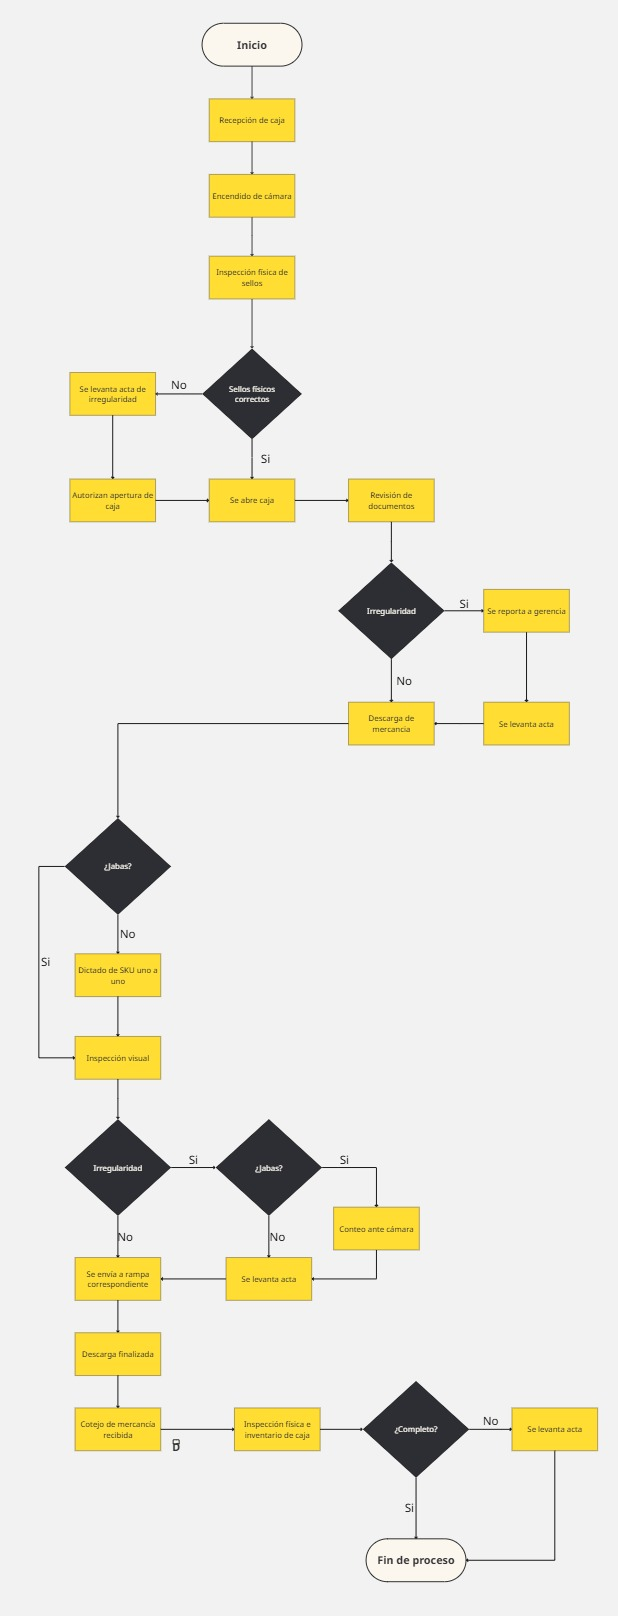 Inicio
Recepción de caja
Encendido de cámara
Inspección física de
sellos
Sellos físicos
correctos
No
Se levanta acta de
irregularidad
Si
Autorizan apertura de
caja
Se abre caja
Revisión de
documentos
Irregularidad
Si
Se reporta a gerencia
No
Descarga de
mercancia
Se levanta acta
¿Jabas?
No
Si
Dictado de SKU uno a
uno
Inspección visual
Irregularidad
Si
¿Jabas?
Si
Conteo ante cámara
No
No
Se envía a rampa
correspondiente
Se levanta acta
Descarga finalizada
Cotejo de mercancía
recibida
Inspección física e
inventario de caja
¿Completo?
No
Se levanta acta
Si
Fin de proceso